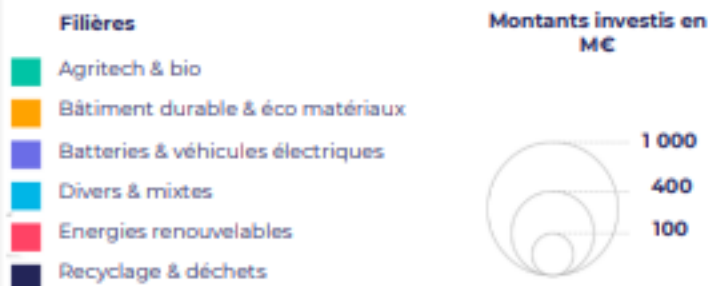 Filières
Agritech & bio
Bâtiment durable & éco matériaux
Batteries & véhicules électriques
Divers & mixtes
Energies renouvelables
Recyclage & déchets
Montants investis en
M€
1 000
400
100